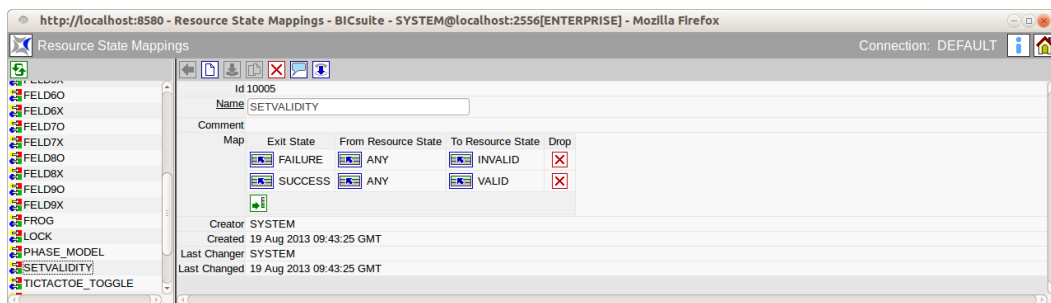 http://localhost:8580 - Resource State Mappings - BICsuite - SYSTEM@localhost:2556[ENTERPRISE] - Mozilla Firefox
Resource State Mappings
Connection: DEFAULT
FELD6O
FELD6X
FELD7O
FELD7X
FELD8O
FELD8X
FELD9O
FELD9X
FROG
LOCK
PHASE_MODEL
SETVALIDITY
TICTACTOE_TOGGLE
Id 10005
Name SETVALIDITY
Comment
Map Exit State From Resource State To Resource State Drop
FAILURE ANY INVALID
SUCCESS ANY VALID
Creator SYSTEM
Created 19 Aug 2013 09:43:25 GMT
Last Changer SYSTEM
Last Changed 19 Aug 2013 09:43:25 GMT